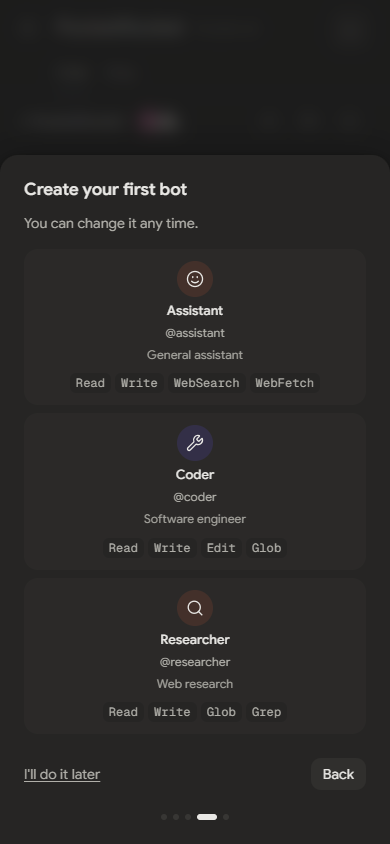 Create your first bot
You can change it any time.
Assistant
@assistant
General assistant
Read Write WebSearch WebFetch
Coder
@coder
Software engineer
Read Write Edit Glob
Researcher
@researcher
Web research
Read Write Glob Grep
I'll do it later Back